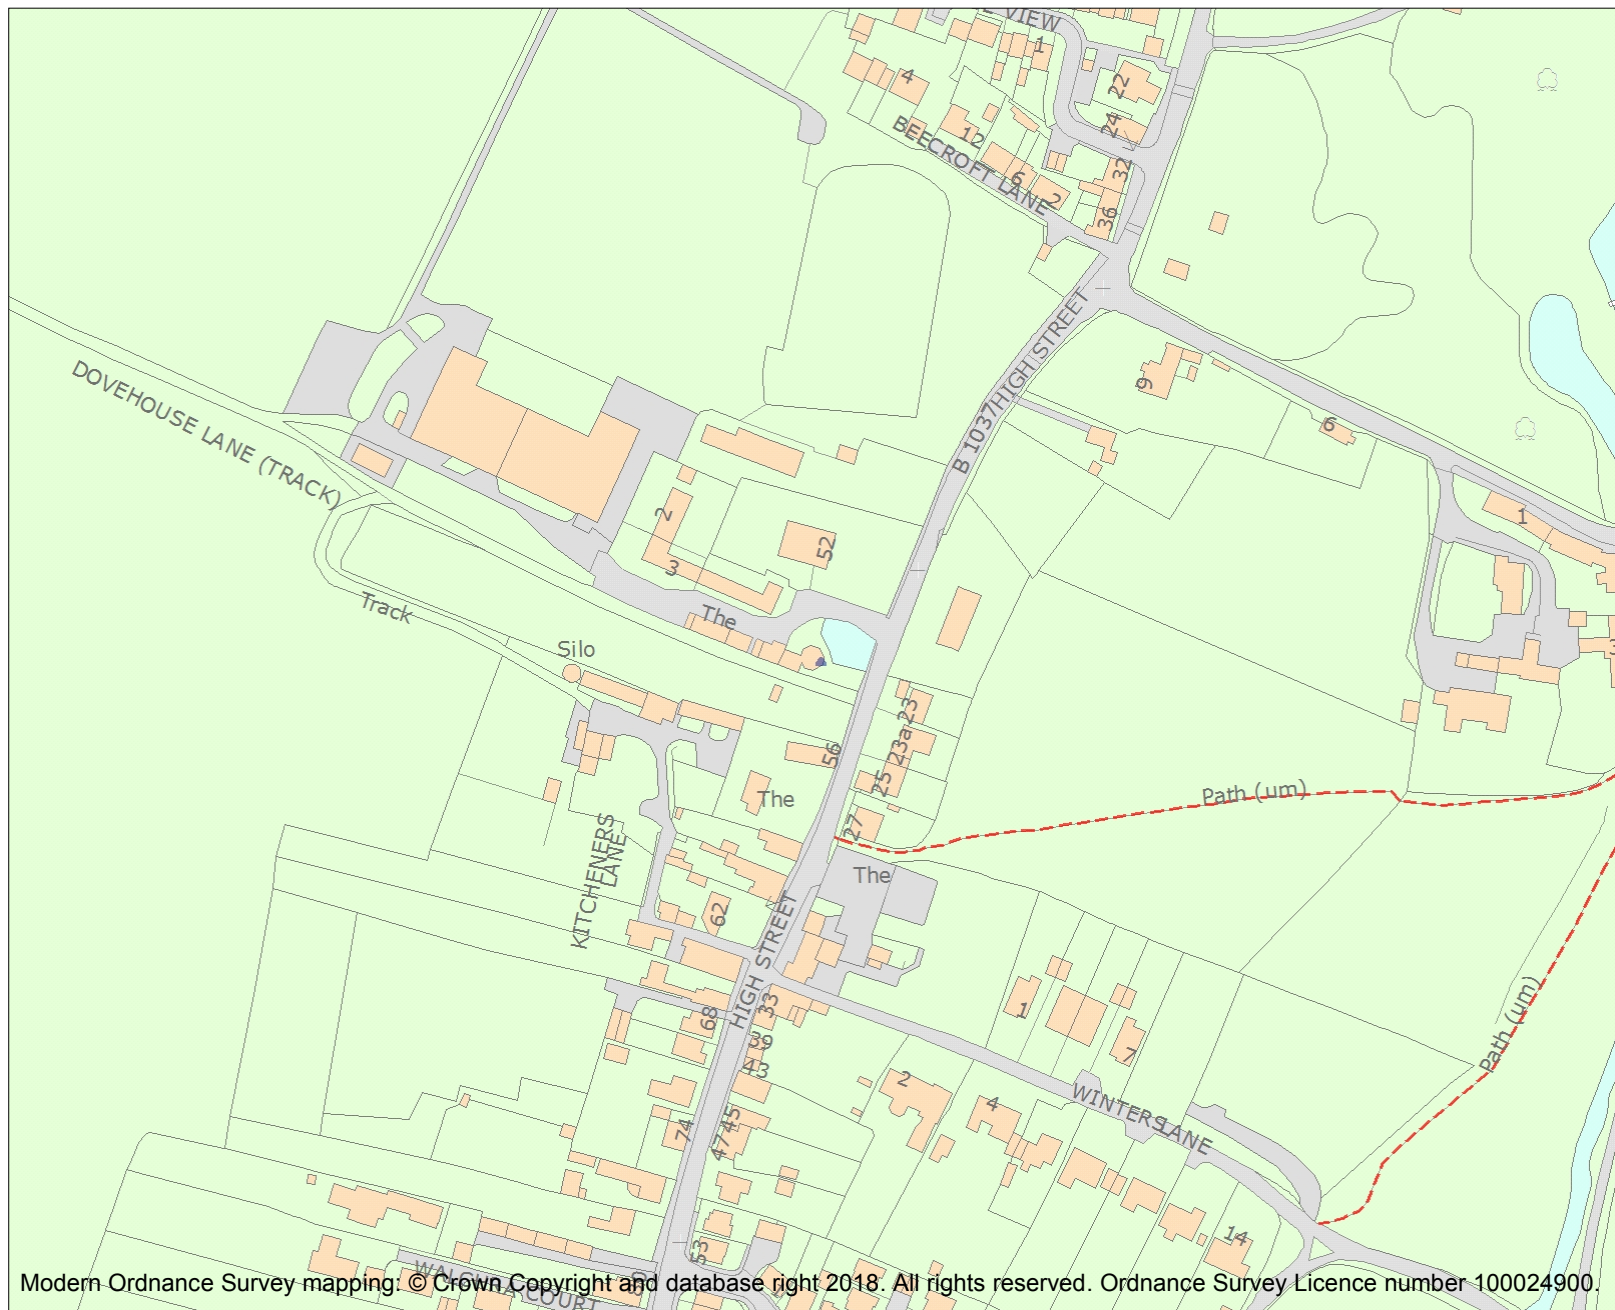 VIEW
1
4
22
24
12
BEECROFT LANE
6
2
32
36
B 1037
HIGH STREET
9
6
DOVEHOUSE LANE (TRACK)
2
52
3
1
Track
The
Silo
23
23a
56
25
The
Path (um)
27
The
KITCHENERS
LANE
62
HIGH STREET
33
1
68
39
43
7
Path (um)
2
4
WINTERS LANE
74
45
47
14
53
Modern Ordnance Survey mapping: © Crown Copyright and database right 2018. All rights reserved. Ordnance Survey Licence number 100024900.
COURT